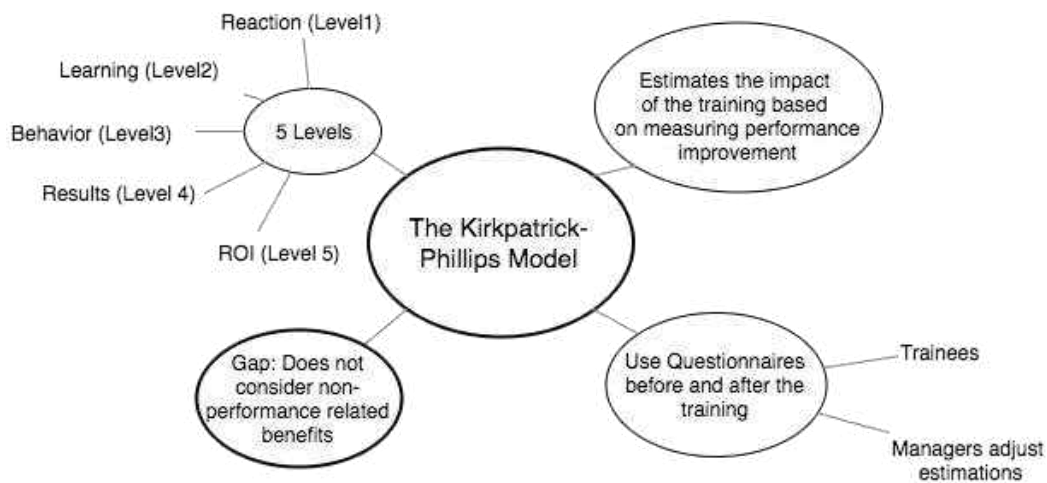 Reaction (Level1)
Learning (Level2)
Behavior (Level3)
Results (Level 4)
ROI (Level 5)
5 Levels
Estimates the impact
of the training based
on measuring performance
improvement
The Kirkpatrick-
Phillips Model
Gap: Does not
consider non-
performance related
benefits
Use Questionnaires
before and after the
training
Trainees
Managers adjust
estimations